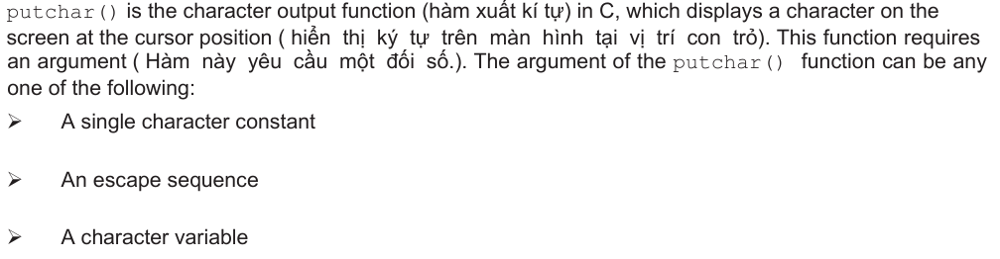 putchar() is the character output function (hàm xuất kí tự) in C, which displays a character on the
screen at the cursor position ( hiển thị ký tự trên màn hình tại vị trí con trỏ). This function requires
an argument ( Hàm này yêu cầu một đối số.). The argument of the putchar() function can be any
one of the following:
➢ A single character constant
➢ An escape sequence
➢ A character variable